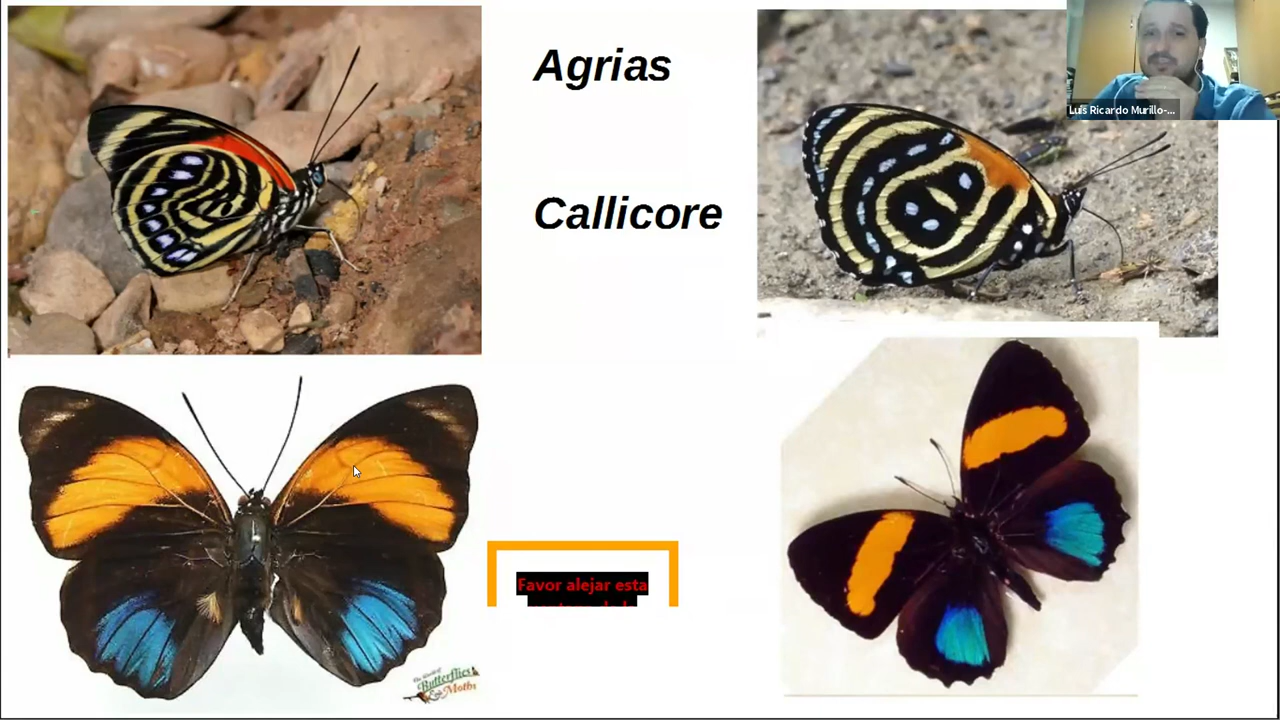 Agrias
Callicore
Luis Ricardo Murillo-...
Favor alejar esta
Butterflies
& Moths